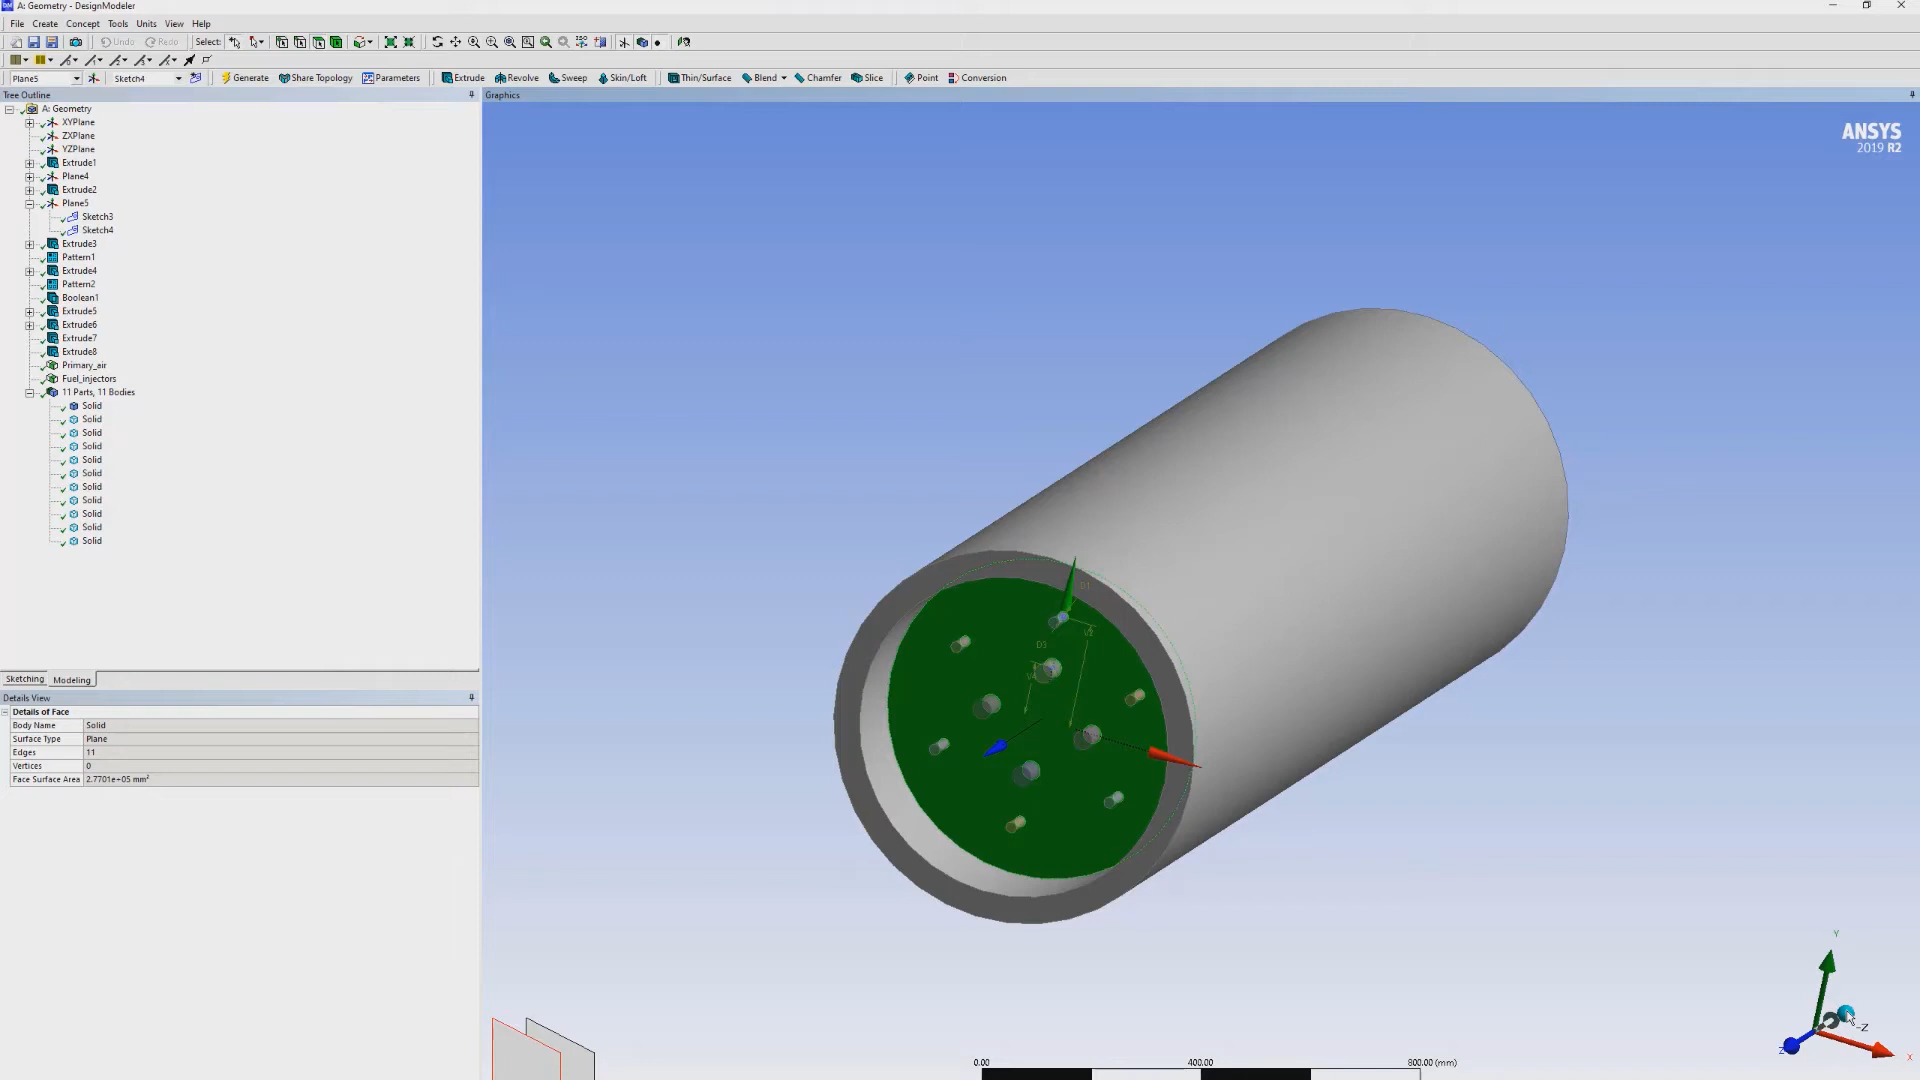 A: Geometry - DesignModeler
File Create Concept Tools Units View Help
Undo Redo Select:
Plane5 Sketch4 Generate Share Topology Parameters Extrude Revolve Sweep Skin/Loft Thin/Surface Blend Chamfer Slice Point Conversion
Tree Outline
Graphics
A: Geometry
XYPlane
ZXPlane
YZPlane
Extrude1
Plane4
Extrude2
Plane5
Sketch3
Sketch4
Extrude3
Pattern1
Extrude4
Pattern2
Boolean1
Extrude5
Extrude6
Extrude7
Extrude8
Primary_air
Fuel_injectors
11 Parts, 11 Bodies
Solid
Solid
Solid
Solid
Solid
Solid
Solid
Solid
Solid
Solid
Solid
ANSYS
2019 R2
D1
D3
Sketching Modeling
Details View
Details of Face
Body Name Solid
Surface Type Plane
Edges 11
Vertices 0
Face Surface Area 2.7701e+05 mm²
Y
-Z
Z
X
0.00 400.00 800.00 (mm)